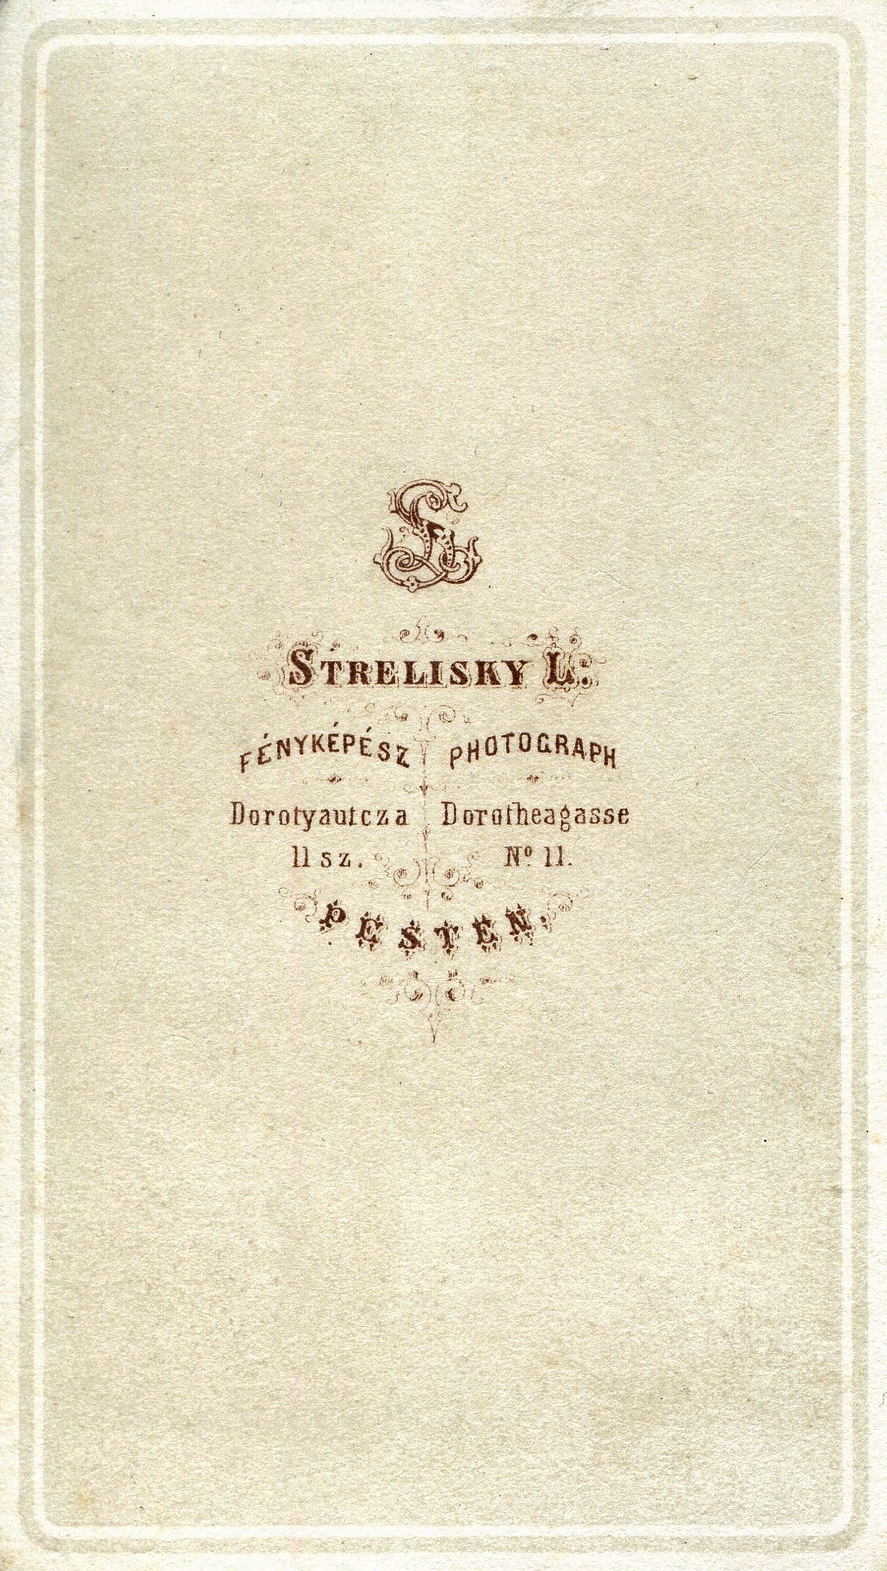 SL
STRELISKY L.
FÉNYKÉPÉSZ PHOTOGRAPH
Dorotyautcza Dorotheagasse
11 sz. Nº 11.
PESTEN.